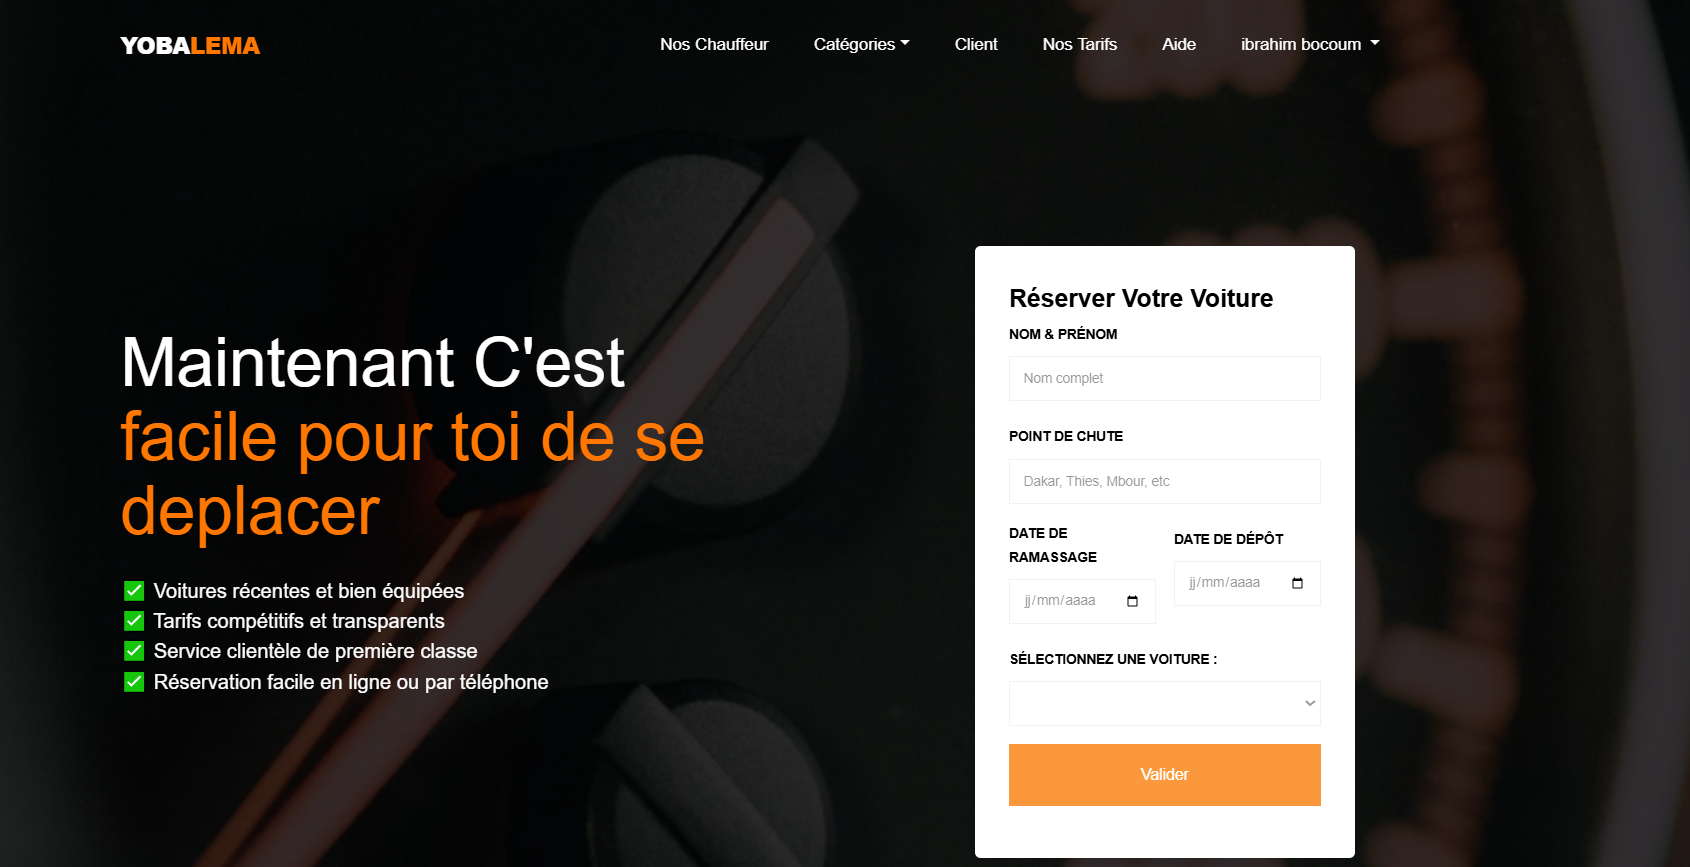 YOBALEMA
Nos Chauffeur
Catégories
Client
Nos Tarifs
Aide
ibrahim bocoum
Maintenant C'est
facile pour toi de se
deplacer
Voitures récentes et bien équipées
Tarifs compétitifs et transparents
Service clientèle de première classe
Réservation facile en ligne ou par téléphone
Réserver Votre Voiture
NOM & PRÉNOM
Nom complet
POINT DE CHUTE
Dakar, Thies, Mbour, etc
DATE DE
RAMASSAGE
jj/mm/aaaa
DATE DE DÉPÔT
jj/mm/aaaa
SÉLECTIONNEZ UNE VOITURE :
Valider